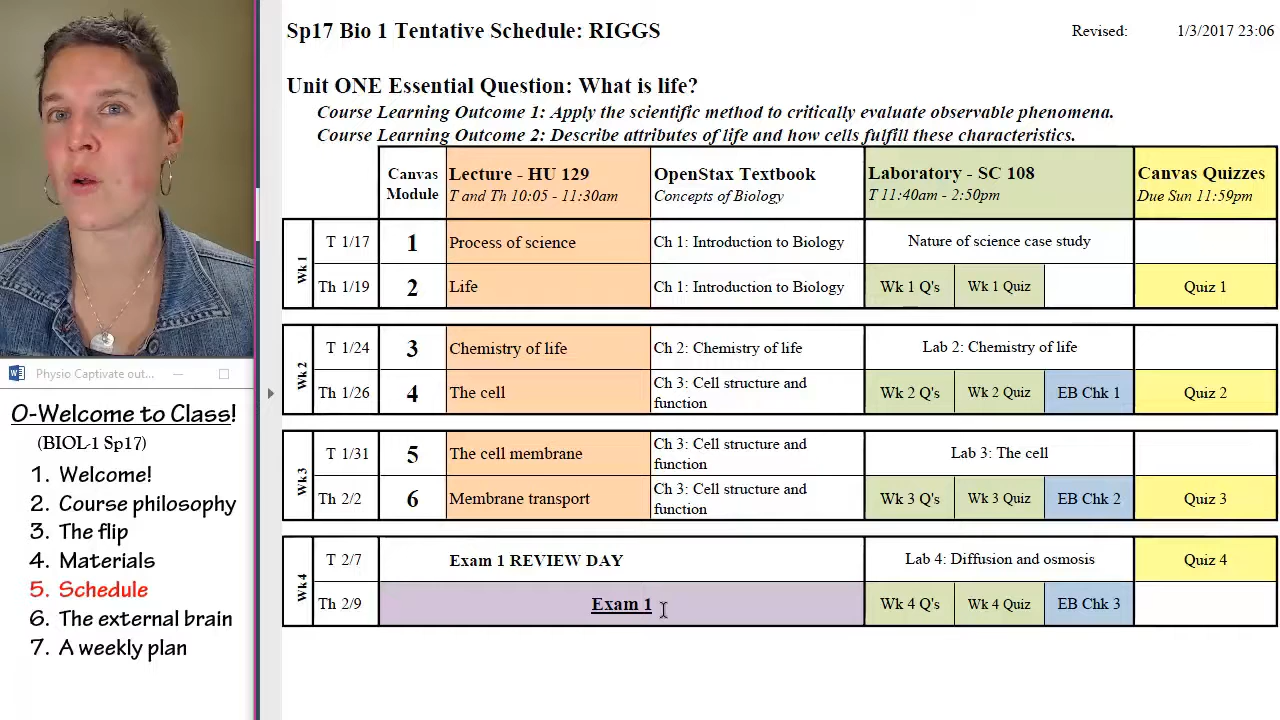 Sp17 Bio 1 Tentative Schedule: RIGGS
Revised: 1/3/2017 23:06
Unit ONE Essential Question: What is life?
Course Learning Outcome 1: Apply the scientific method to critically evaluate observable phenomena.
Course Learning Outcome 2: Describe attributes of life and how cells fulfill these characteristics.
Canvas Module
Lecture - HU 129
T and Th 10:05 - 11:30am
OpenStax Textbook
Concepts of Biology
Laboratory - SC 108
T 11:40am - 2:50pm
Canvas Quizzes
Due Sun 11:59pm
Wk 1
T 1/17 1 Process of science Ch 1: Introduction to Biology Nature of science case study
Th 1/19 2 Life Ch 1: Introduction to Biology Wk 1 Q's Wk 1 Quiz Quiz 1
Wk 2
T 1/24 3 Chemistry of life Ch 2: Chemistry of life Lab 2: Chemistry of life
Th 1/26 4 The cell Ch 3: Cell structure and function Wk 2 Q's Wk 2 Quiz EB Chk 1 Quiz 2
Wk3
T 1/31 5 The cell membrane Ch 3: Cell structure and function Lab 3: The cell
Th 2/2 6 Membrane transport Ch 3: Cell structure and function Wk 3 Q's Wk 3 Quiz EB Chk 2 Quiz 3
Wk4
T 2/7 Exam 1 REVIEW DAY Lab 4: Diffusion and osmosis Quiz 4
Th 2/9 Exam 1 Wk 4 Q's Wk 4 Quiz EB Chk 3
Physio Captivate out...
0-Welcome to Class!
(BIOL-1 Sp17)
1. Welcome!
2. Course philosophy
3. The flip
4. Materials
5. Schedule
6. The external brain
7. A weekly plan